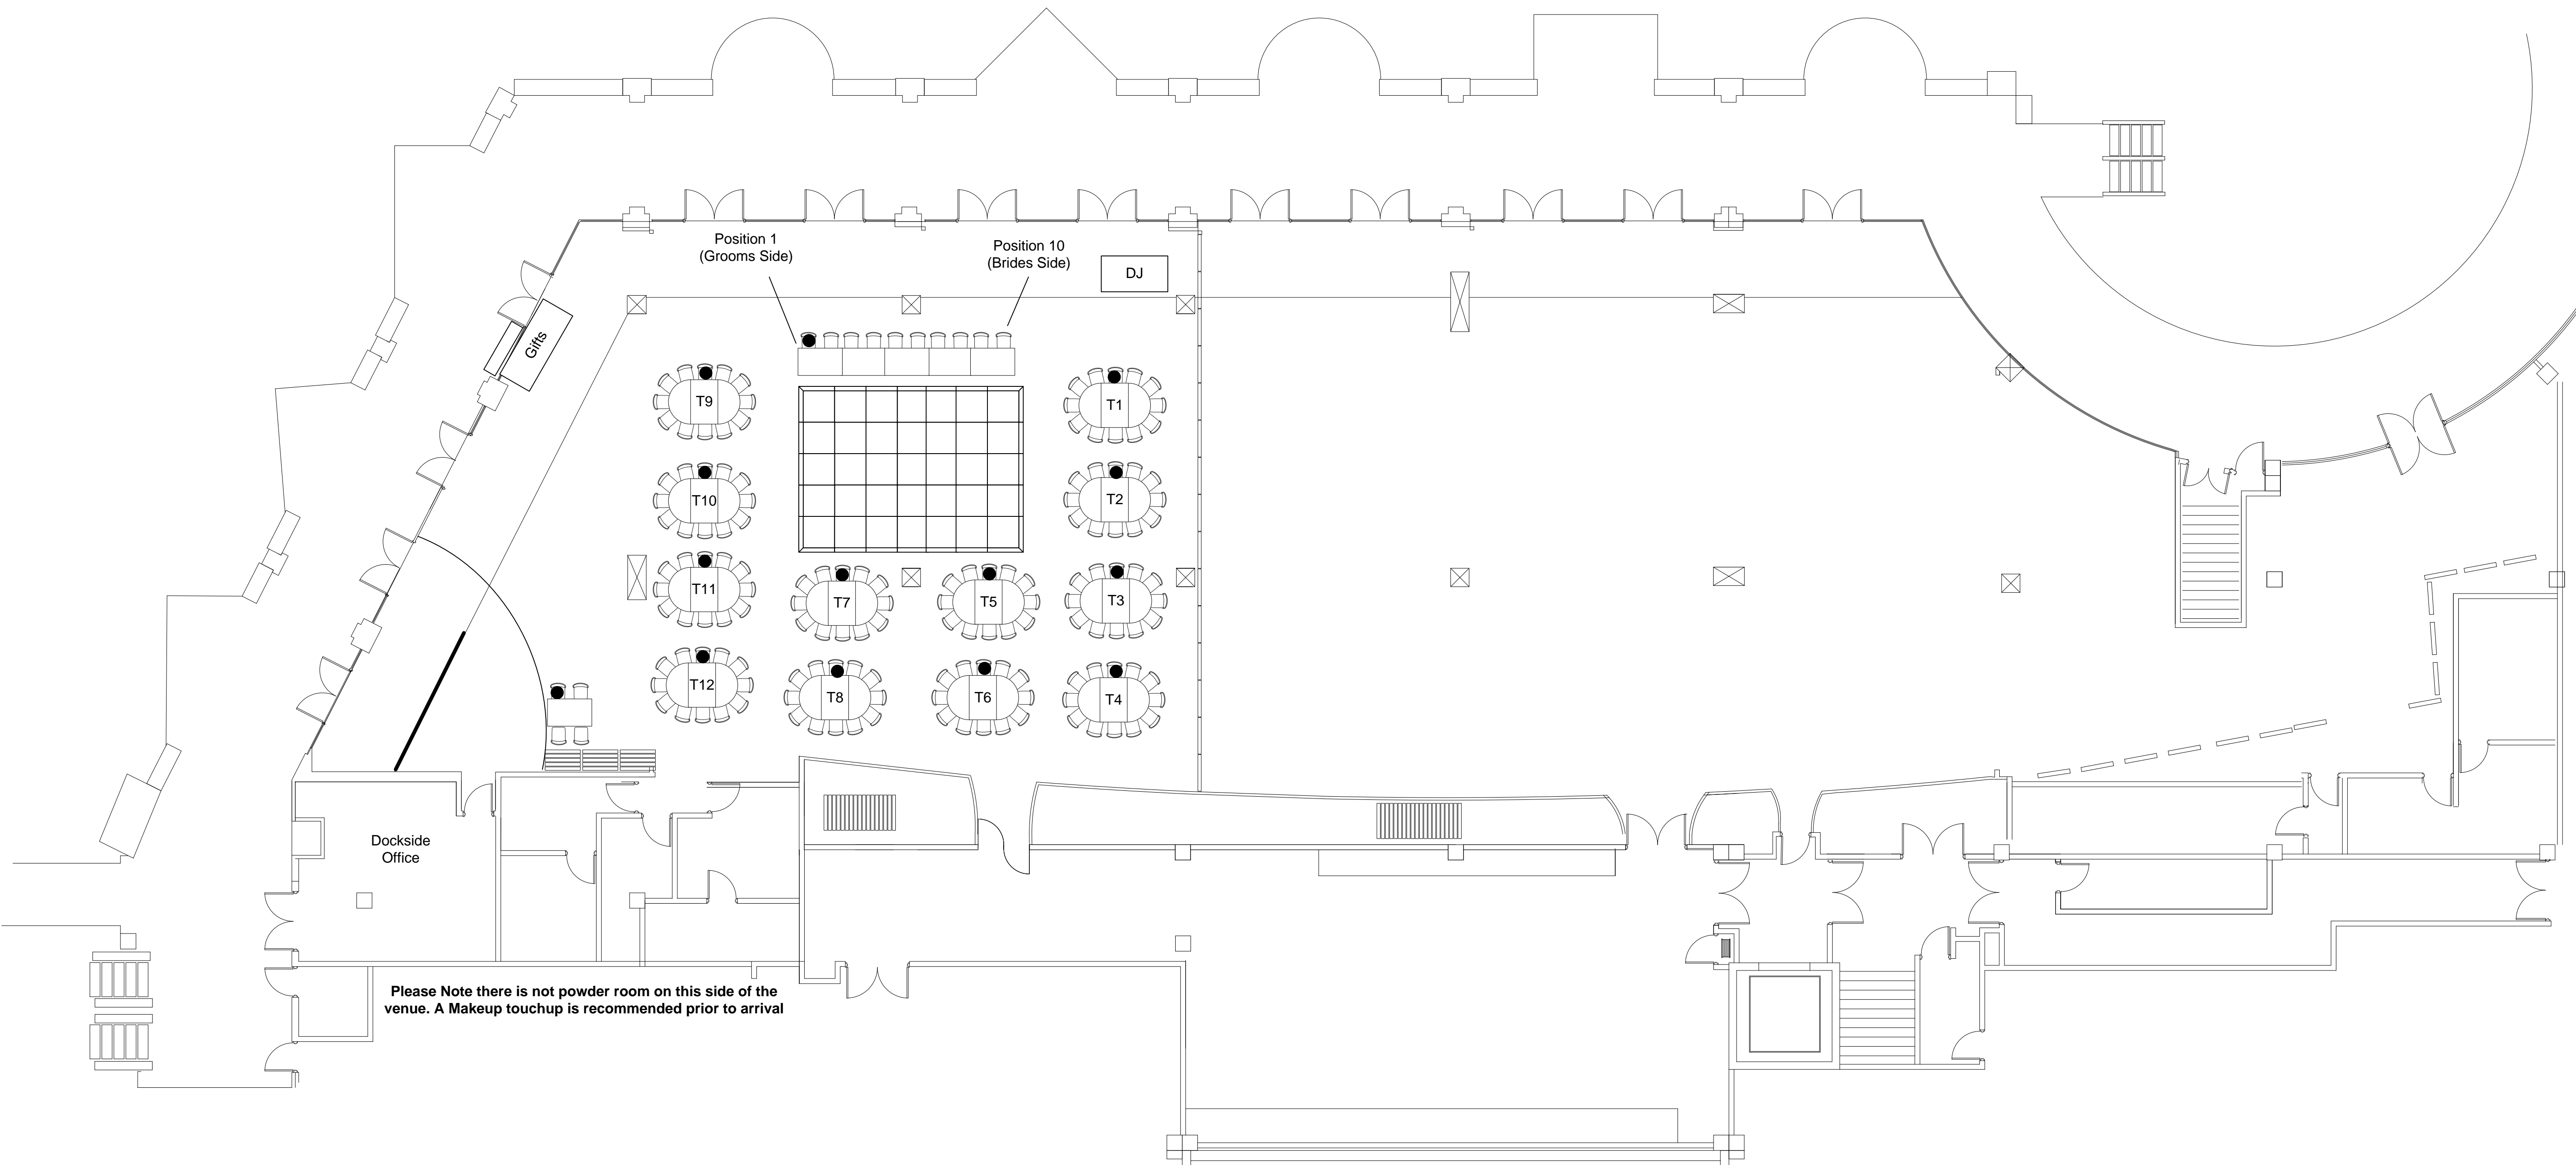 Position 1
(Grooms Side)
Position 10
(Brides Side)
DJ
Gifts
T9
T1
T10
T2
T11
T7
T5
T3
T12
T8
T6
T4
Dockside
Office
Please Note there is not powder room on this side of the
venue. A Makeup touchup is recommended prior to arrival